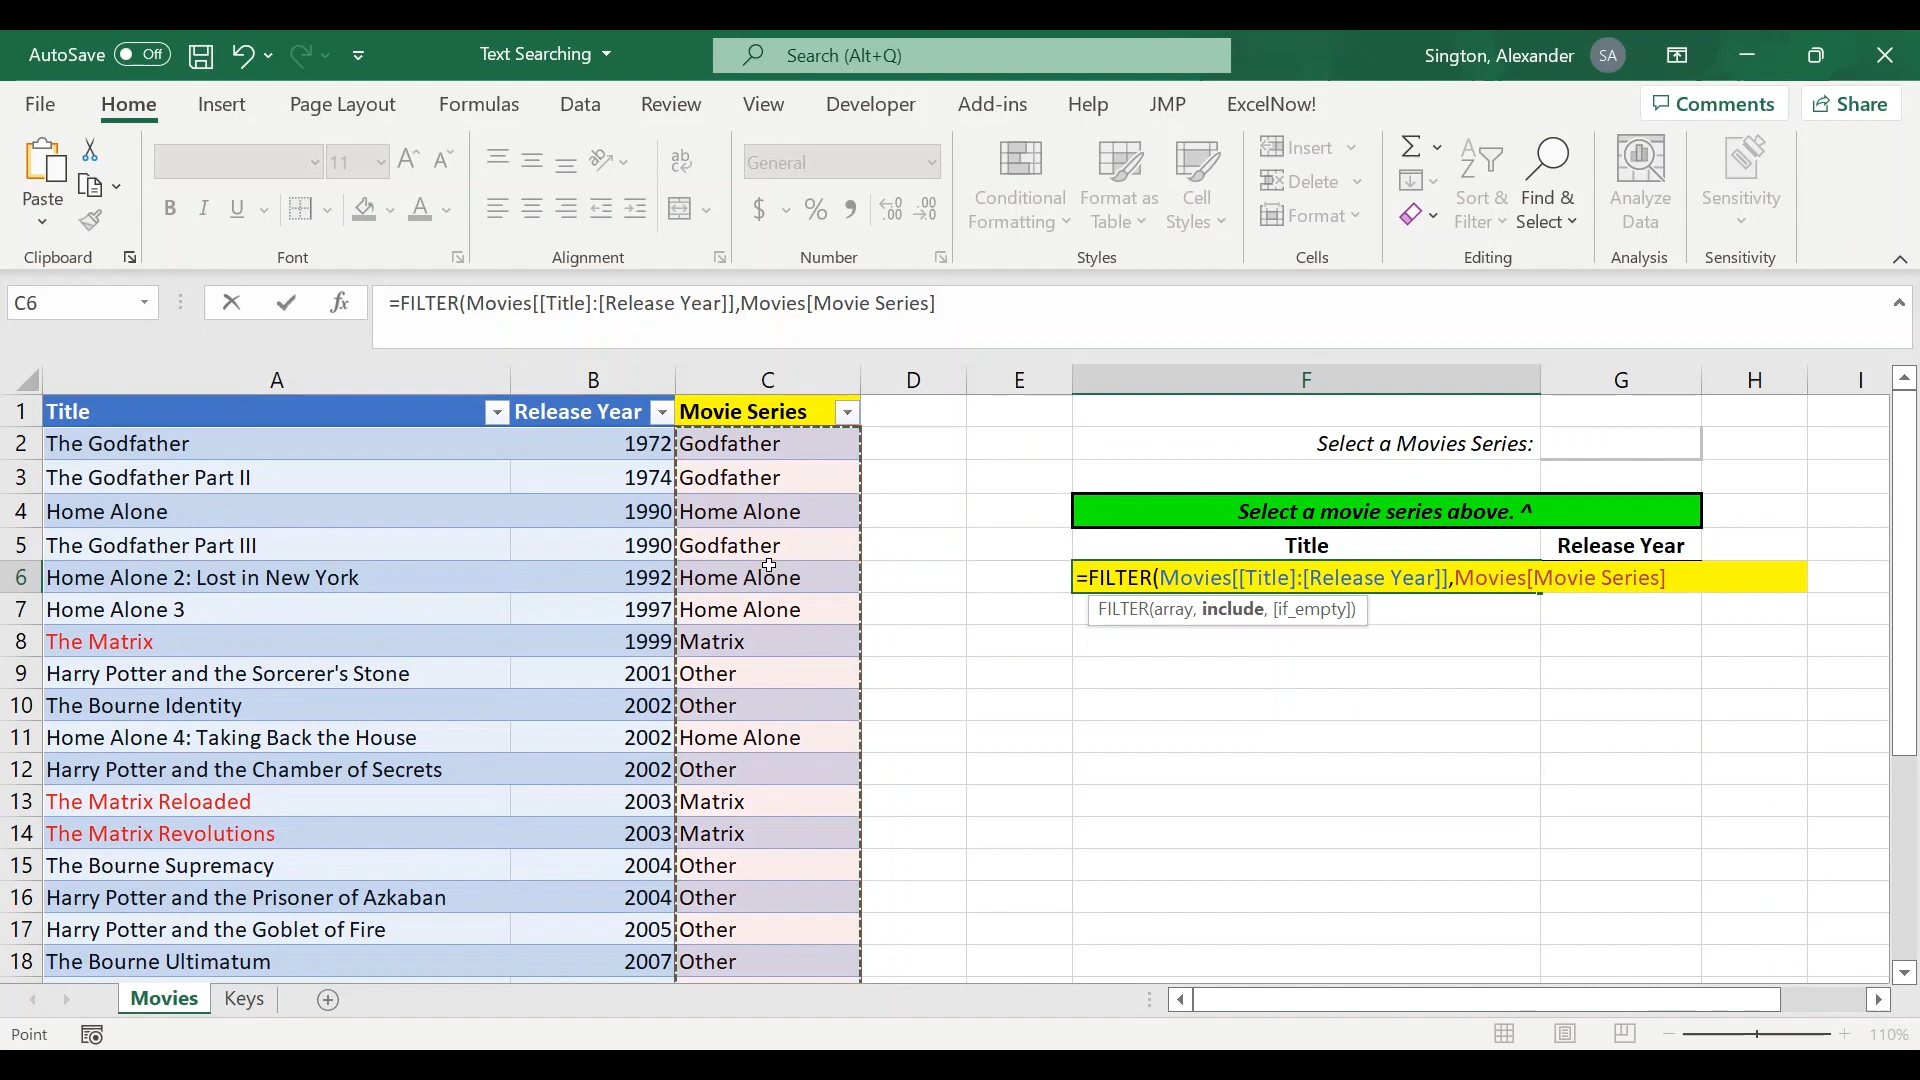 AutoSave Off Text Searching Search (Alt+Q) Sington, Alexander SA
File Home Insert Page Layout Formulas Data Review View Developer Add-ins Help JMP ExcelNow! Comments Share
Paste
Clipboard
11
B I U A
Font
ab
Alignment
General
$ % 9
Number
Conditional Formatting
Format as Table
Cell Styles
Styles
Insert
Delete
Format
Cells
Sort & Filter
Find & Select
Editing
Analyze Data
Analysis
Sensitivity
Sensitivity
C6 fx =FILTER(Movies[[Title]:[Release Year]],Movies[Movie Series]
A B C D E F G H I
1 Title Release Year Movie Series
2 The Godfather 1972 Godfather Select a Movies Series:
3 The Godfather Part II 1974 Godfather
4 Home Alone 1990 Home Alone Select a movie series above. ^
5 The Godfather Part III 1990 Godfather Title Release Year
6 Home Alone 2: Lost in New York 1992 Home Alone =FILTER(Movies[[Title]:[Release Year]],Movies[Movie Series]
7 Home Alone 3 1997 Home Alone FILTER(array, include, [if_empty])
8 The Matrix 1999 Matrix
9 Harry Potter and the Sorcerer's Stone 2001 Other
10 The Bourne Identity 2002 Other
11 Home Alone 4: Taking Back the House 2002 Home Alone
12 Harry Potter and the Chamber of Secrets 2002 Other
13 The Matrix Reloaded 2003 Matrix
14 The Matrix Revolutions 2003 Matrix
15 The Bourne Supremacy 2004 Other
16 Harry Potter and the Prisoner of Azkaban 2004 Other
17 Harry Potter and the Goblet of Fire 2005 Other
18 The Bourne Ultimatum 2007 Other
Movies Keys
Point 110%